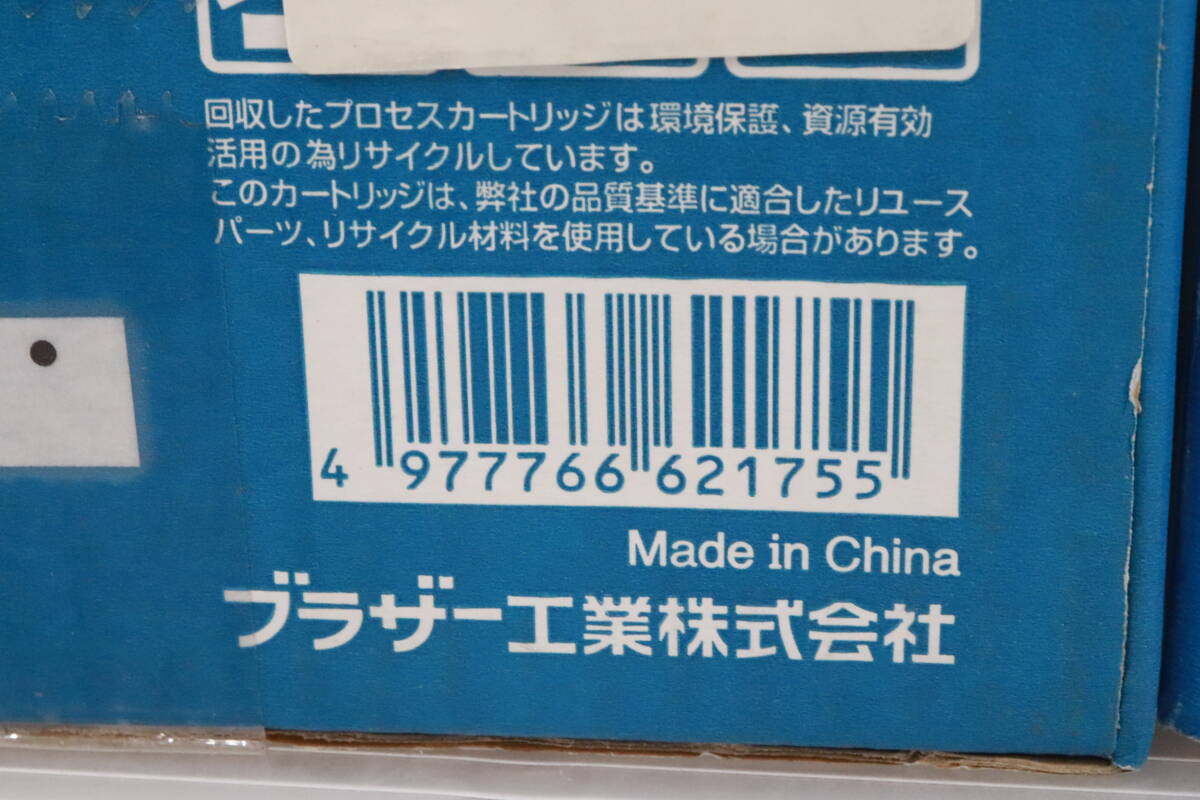 回収したプロセスカートリッジは環境保護、資源有効
活用の為リサイクルしています。
このカートリッジは、弊社の品質基準に適合したリユース
パーツ、リサイクル材料を使用している場合があります。
4 977766 621755
Made in China
ブラザー工業株式会社